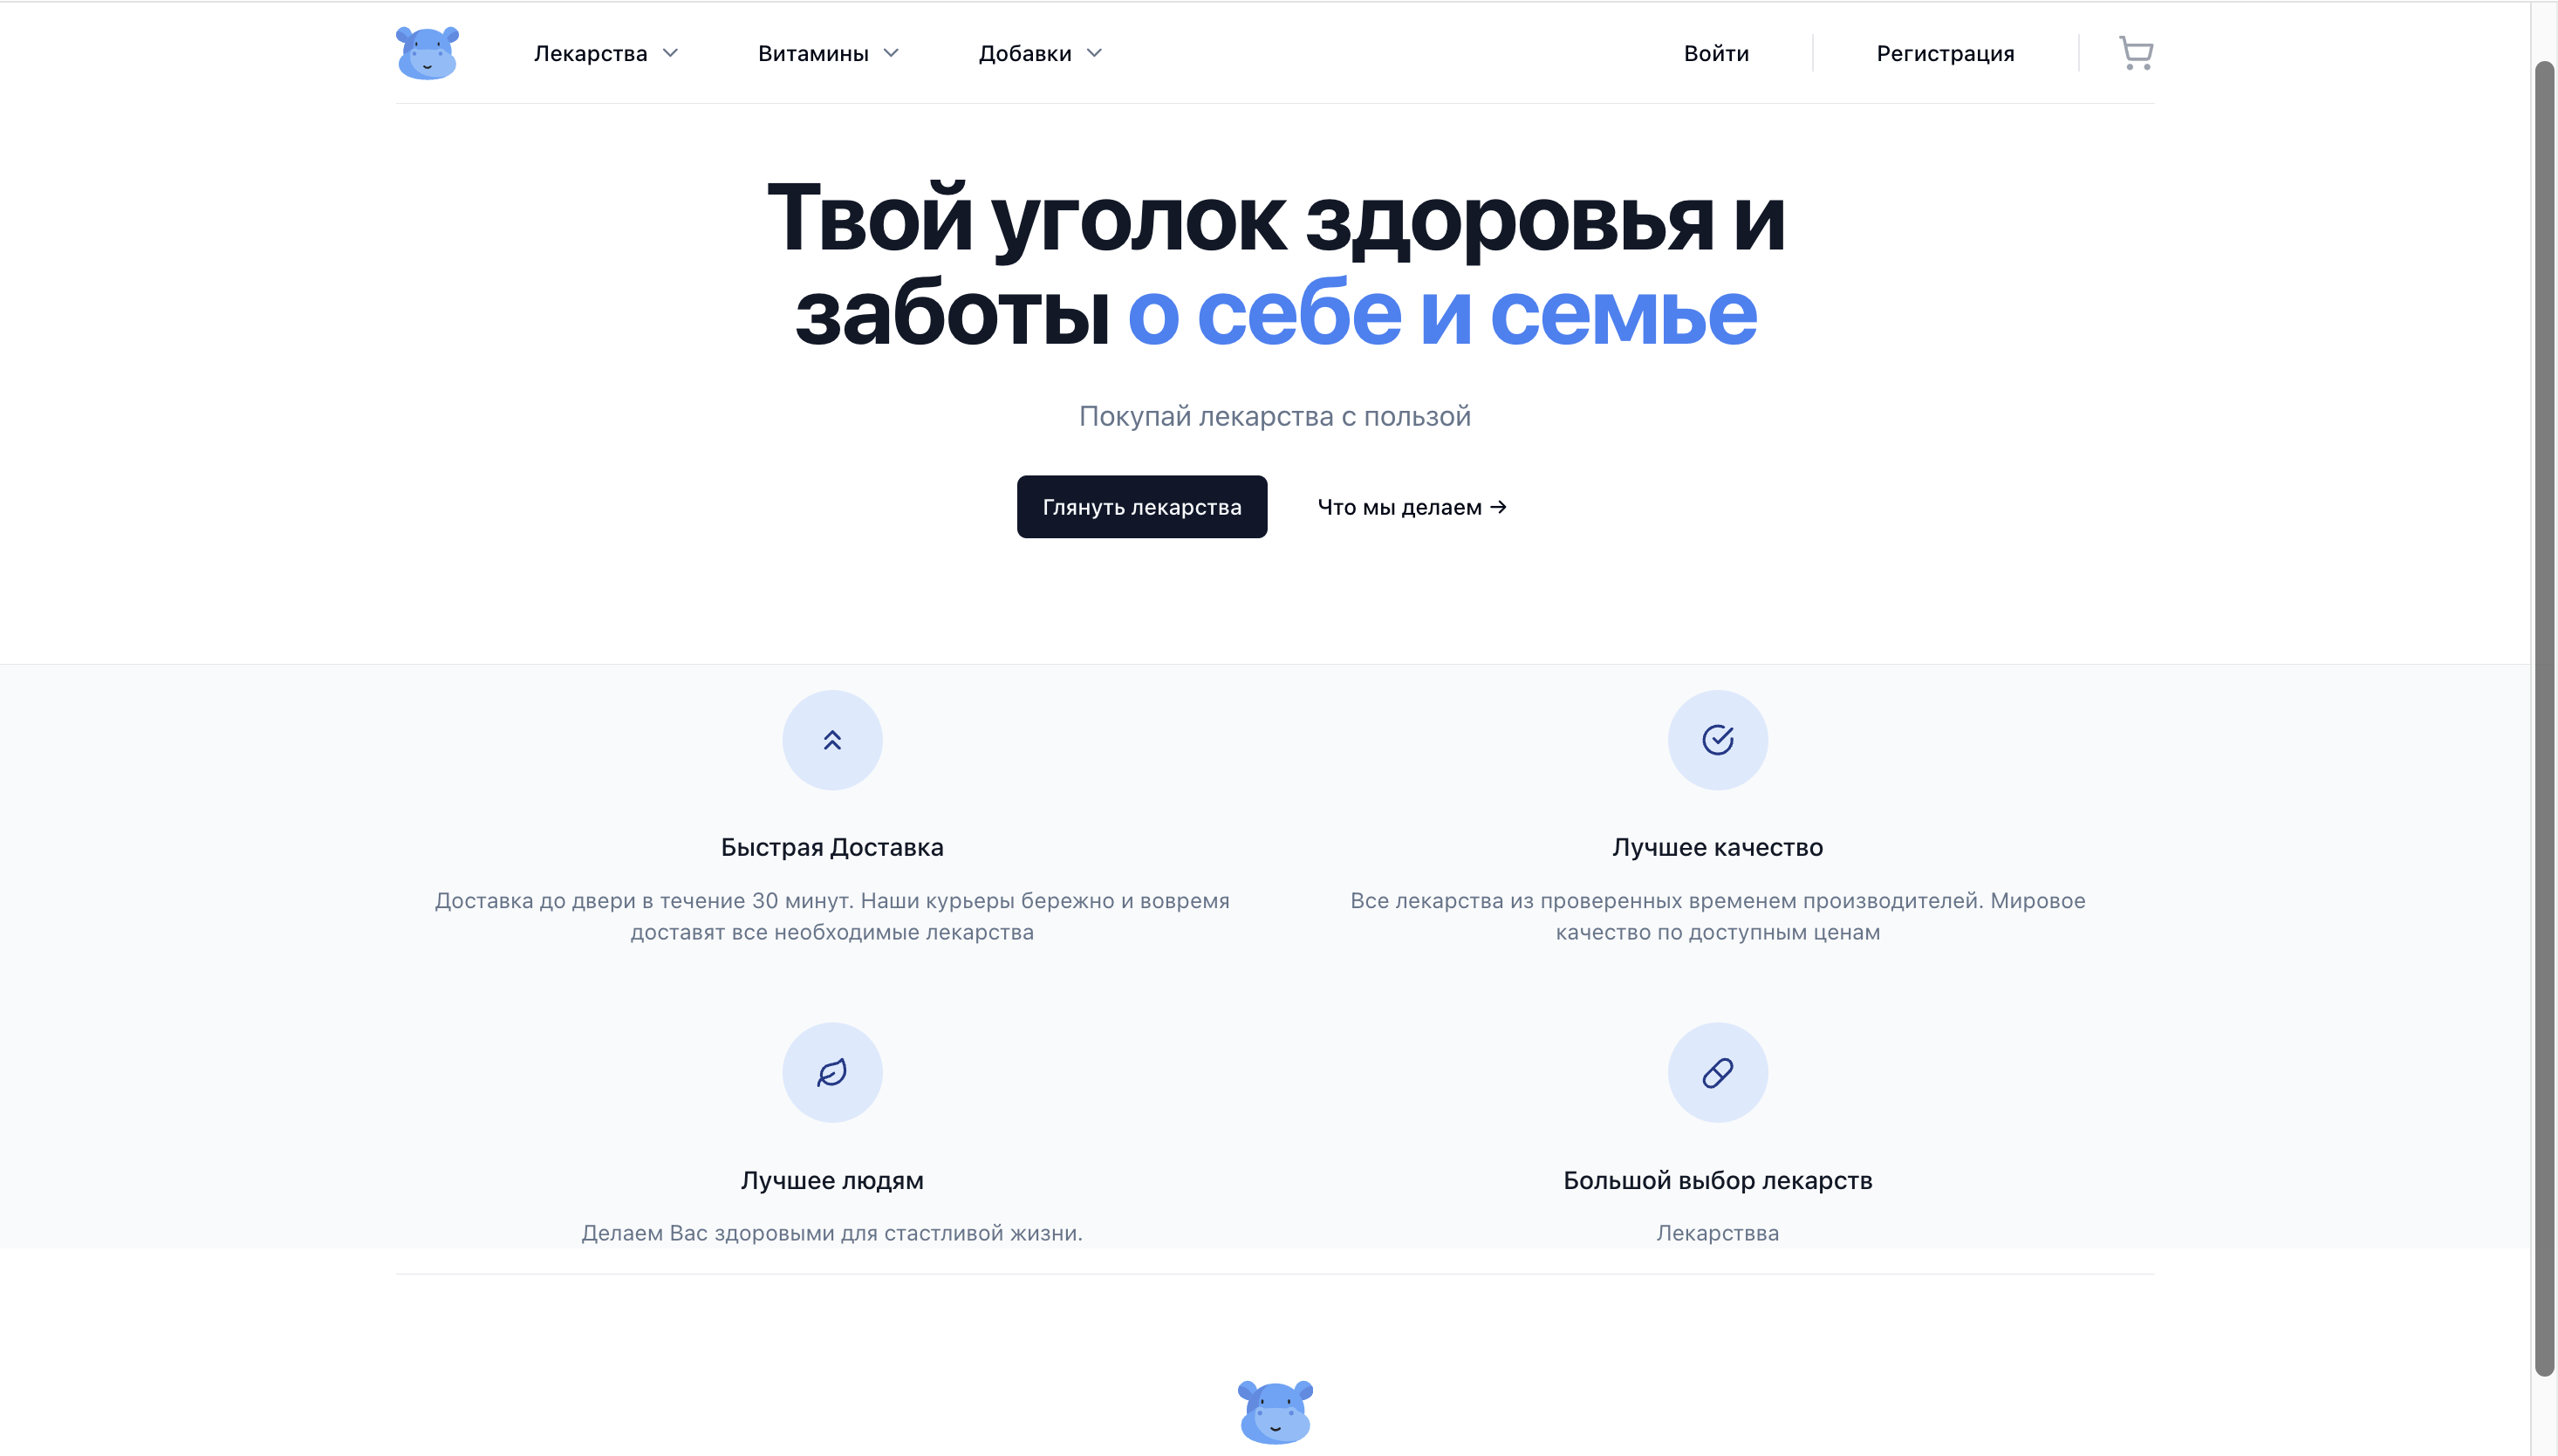 Лекарства
Витамины
Добавки
Войти
Регистрация
Твой уголок здоровья и
заботы о себе и семье
Покупай лекарства с пользой
Глянуть лекарства
Что мы делаем →
Быстрая Доставка
Доставка до двери в течение 30 минут. Наши курьеры бережно и вовремя
доставят все необходимые лекарства
Лучшее качество
Все лекарства из проверенных временем производителей. Мировое
качество по доступным ценам
Лучшее людям
Делаем Вас здоровыми для стастливой жизни.
Большой выбор лекарств
Лекарствва